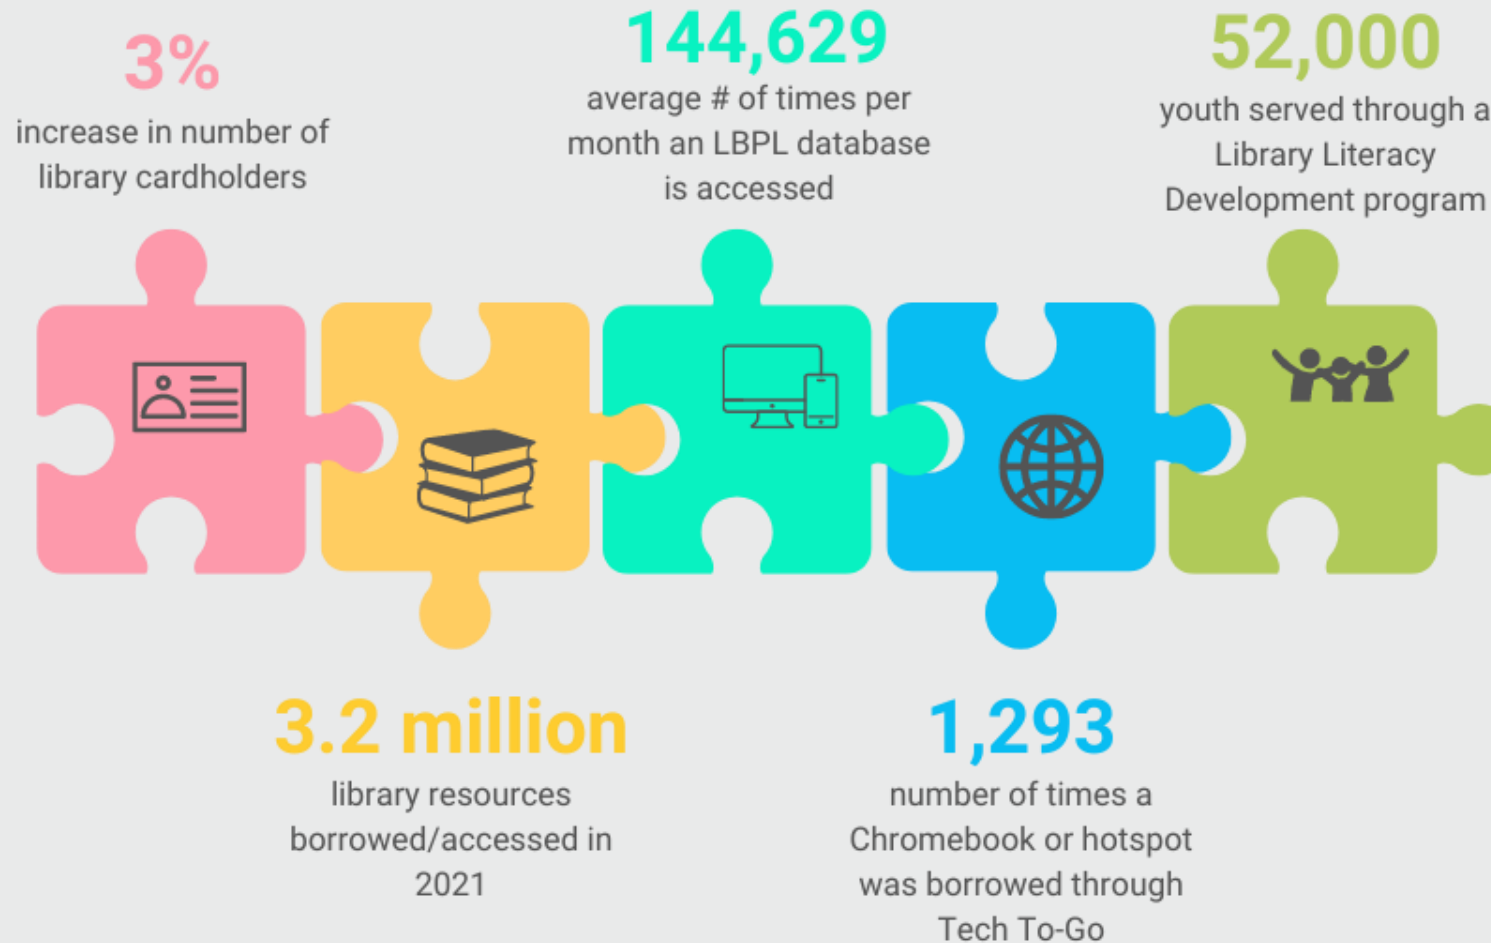 3%
increase in number of
library cardholders
144,629
average # of times per
month an LBPL database
is accessed
52,000
youth served through a
Library Literacy
Development program
3.2 million
library resources
borrowed/accessed in
2021
1,293
number of times a
Chromebook or hotspot
was borrowed through
Tech To-Go